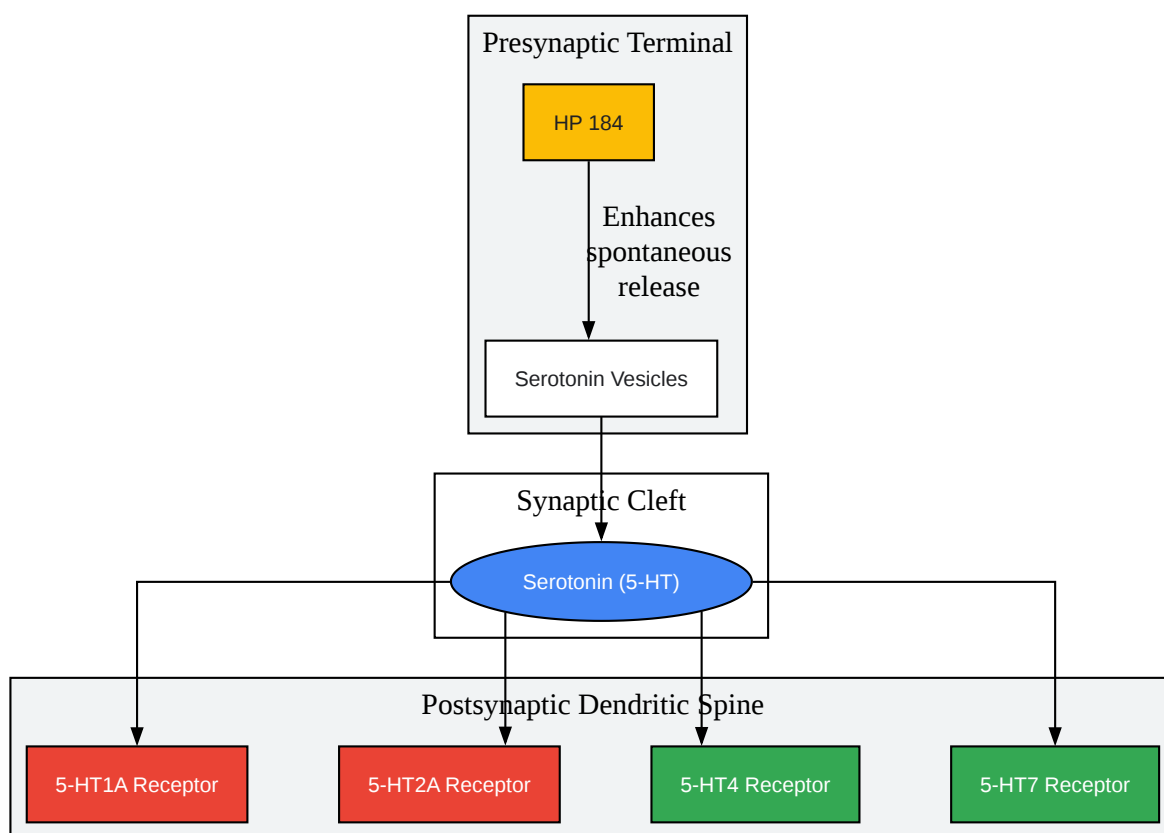 Presynaptic Terminal
HP 184
Enhances
spontaneous
release
Serotonin Vesicles
Synaptic Cleft
Serotonin (5-HT)
Postsynaptic Dendritic Spine
5-HT1A Receptor
5-HT2A Receptor
5-HT4 Receptor
5-HT7 Receptor